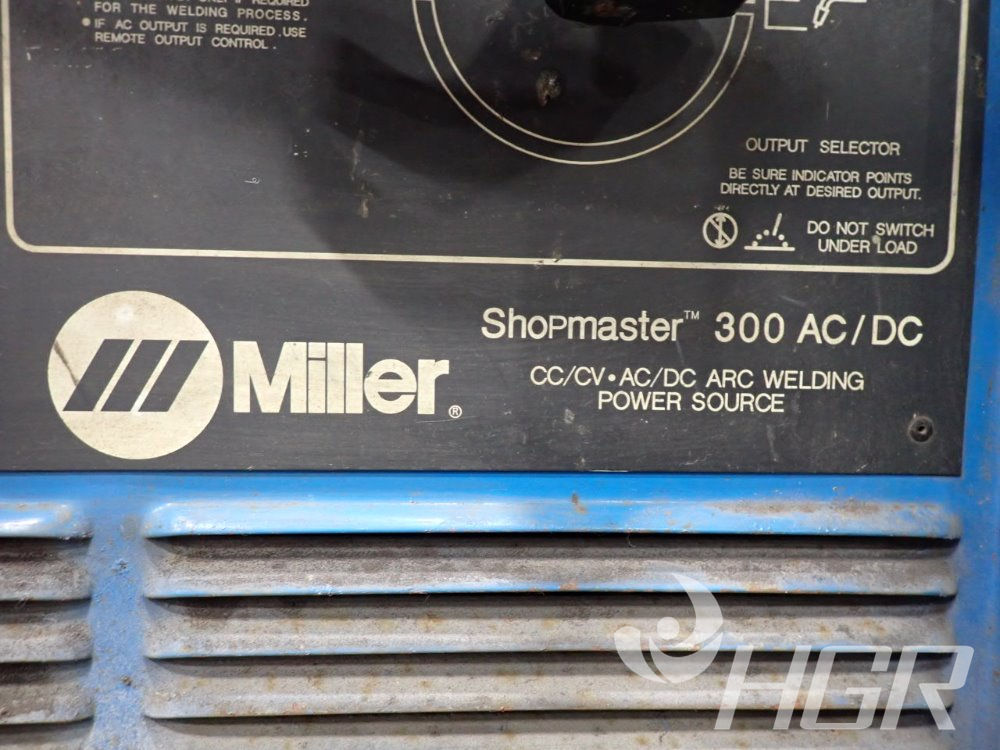 IF REQUIRED
FOR THE WELDING PROCESS.
• IF AC OUTPUT IS REQUIRED, USE
REMOTE OUTPUT CONTROL.
OUTPUT SELECTOR
BE SURE INDICATOR POINTS
DIRECTLY AT DESIRED OUTPUT.
DO NOT SWITCH
UNDER LOAD
Miller®
ShopMaster™ 300 AC/DC
CC/CV•AC/DC ARC WELDING
POWER SOURCE
HGR